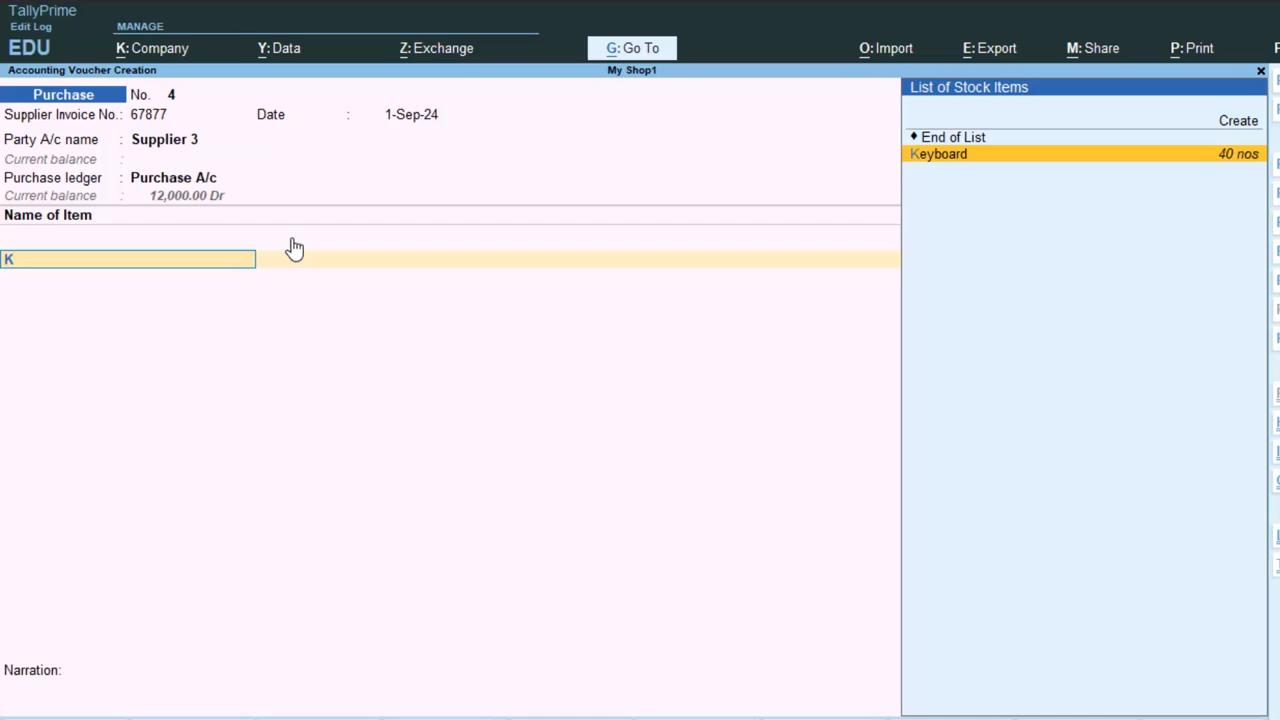 TallyPrime
Edit Log
MANAGE
EDU
K: Company Y: Data Z: Exchange G: Go To O: Import E: Export M: Share P: Print
Accounting Voucher Creation My Shop1 ×
Purchase No. 4
Supplier Invoice No. : 67877 Date : 1-Sep-24
Party A/c name : Supplier 3
Current balance :
Purchase ledger : Purchase A/c
Current balance : 12,000.00 Dr
Name of Item
K
Narration:
List of Stock Items
Create
♦ End of List
Keyboard 40 nos